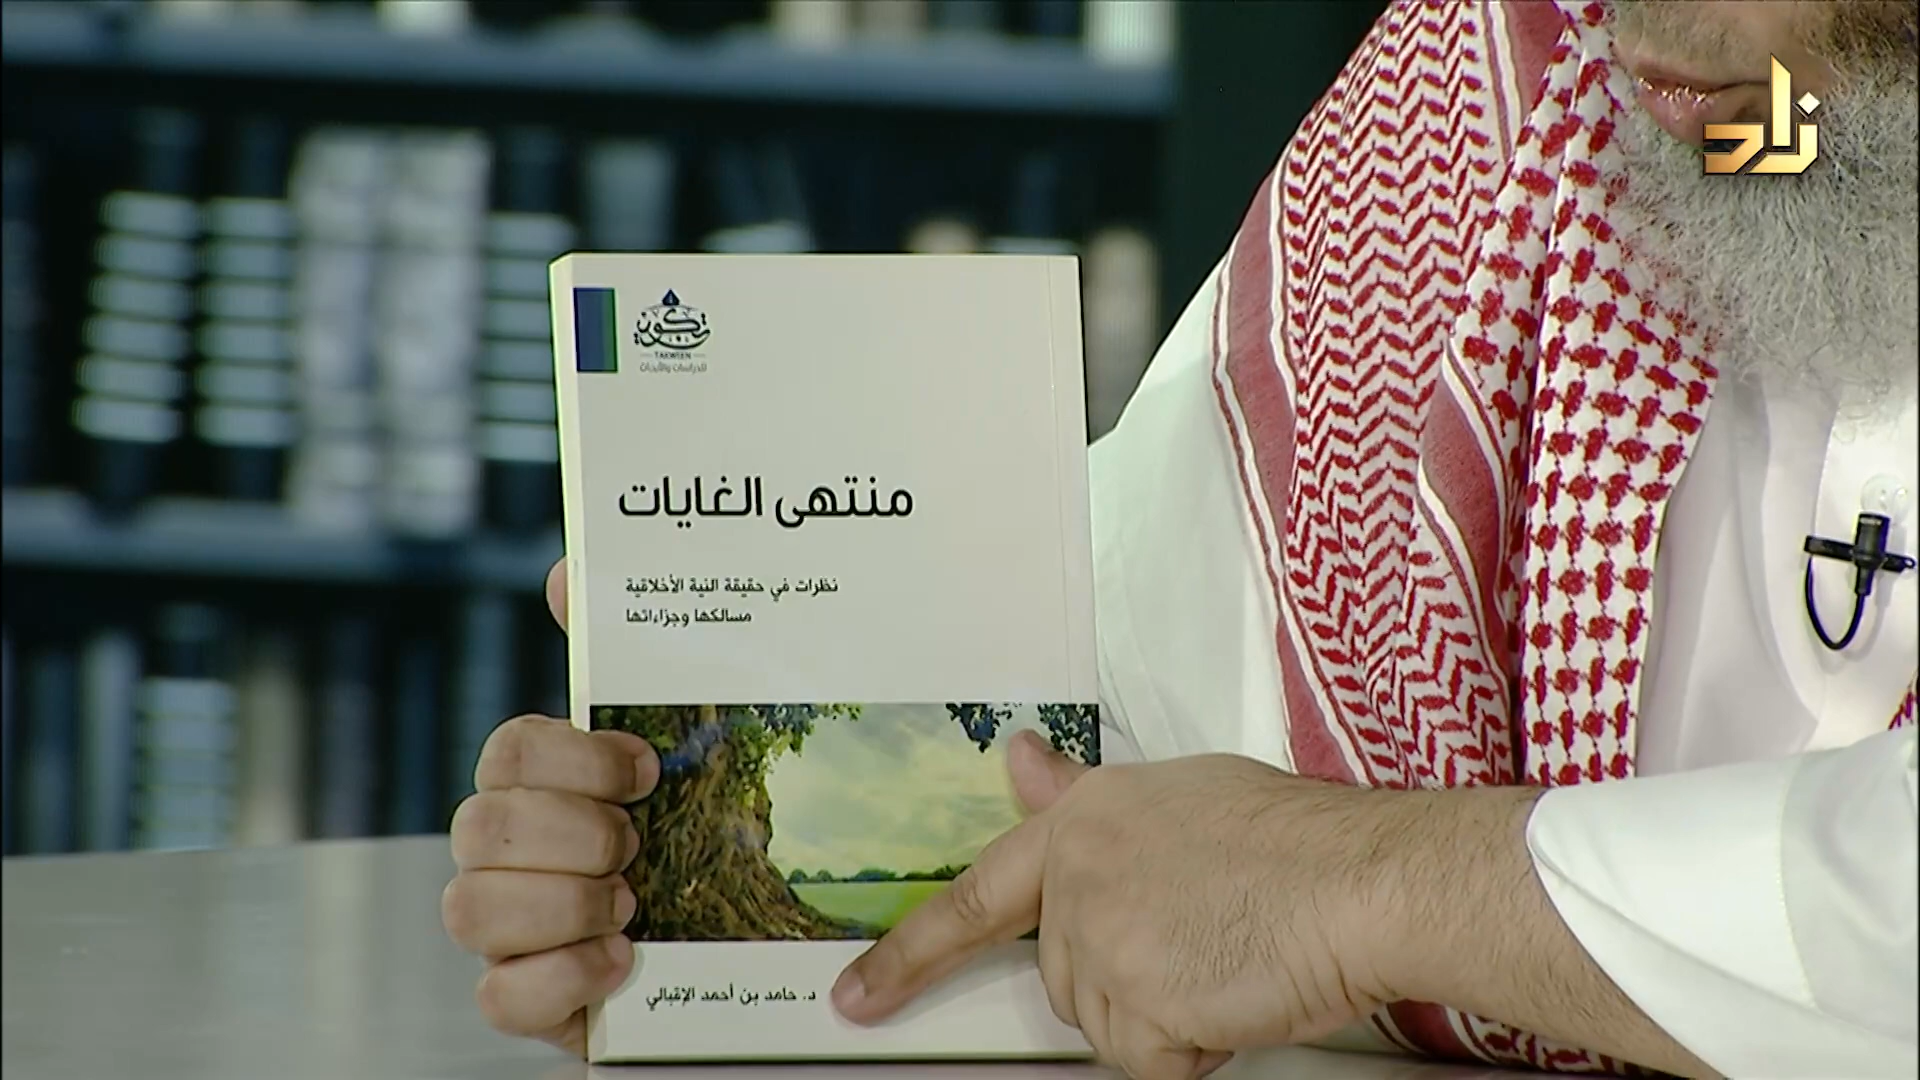 زاد
تكوين
TAKWEEN
للدراسات والأبحاث
منتهى الغايات
نظرات في حقيقة النية الأخلاقية
مسالكها وجزاءاتها
د. حامد بن أحمد الإقبالي